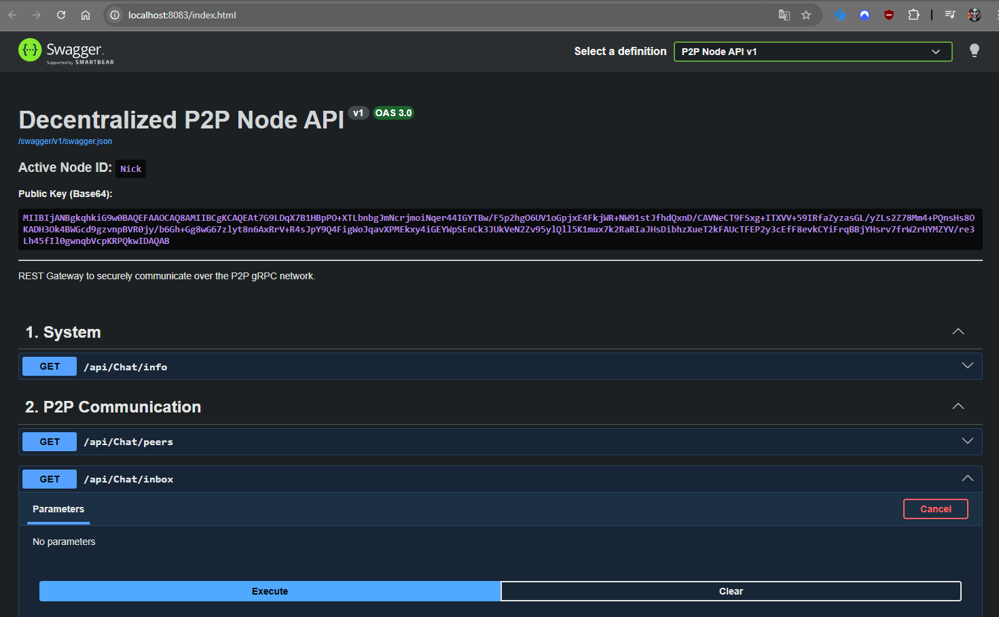 localhost:8083/index.html
Swagger
Supported by SMARTBEAR
Select a definition
P2P Node API v1
Decentralized P2P Node API v1 OAS 3.0
/swagger/v1/swagger.json
Active Node ID: Nick
Public Key (Base64):
MIIBIjANBgkqhkiG9w0BAQEFAAOCAQ8AMIIBCgKCAQEAt7G9LDqX7B1HBpPO+XTLbnbgJmNcrjmoiNqer44IGYTBw/F5p2hgO6UV1oGpjxE4FkjWR+NW91stJfhdQxnD/CAVNeCT9FSxg+ITXVV+59IRfaZyzasGL/yZLs2Z78Mm4+PQnsHs8O
KADH3Ok4BWGcd9gzvnpBVR0jy/b6Gh+Gg8wG67zlyt8n6AxRrV+R4sJpY9Q4FigWoJqavXPMEkxy4iGEYWpSEnCk3JUkVeN2Zv95ylQll5K1mux7k2RaRIaJHsDibhzXueT2kFAUcTFEP2y3cEfF8evkCYiFrqBBjYHsrv7frW2rHYMZYV/re3
Lh45fIl0gwnqbVcpKRPQkwIDAQAB
REST Gateway to securely communicate over the P2P gRPC network.
1. System
GET /api/Chat/info
2. P2P Communication
GET /api/Chat/peers
GET /api/Chat/inbox
Parameters
Cancel
No parameters
Execute
Clear